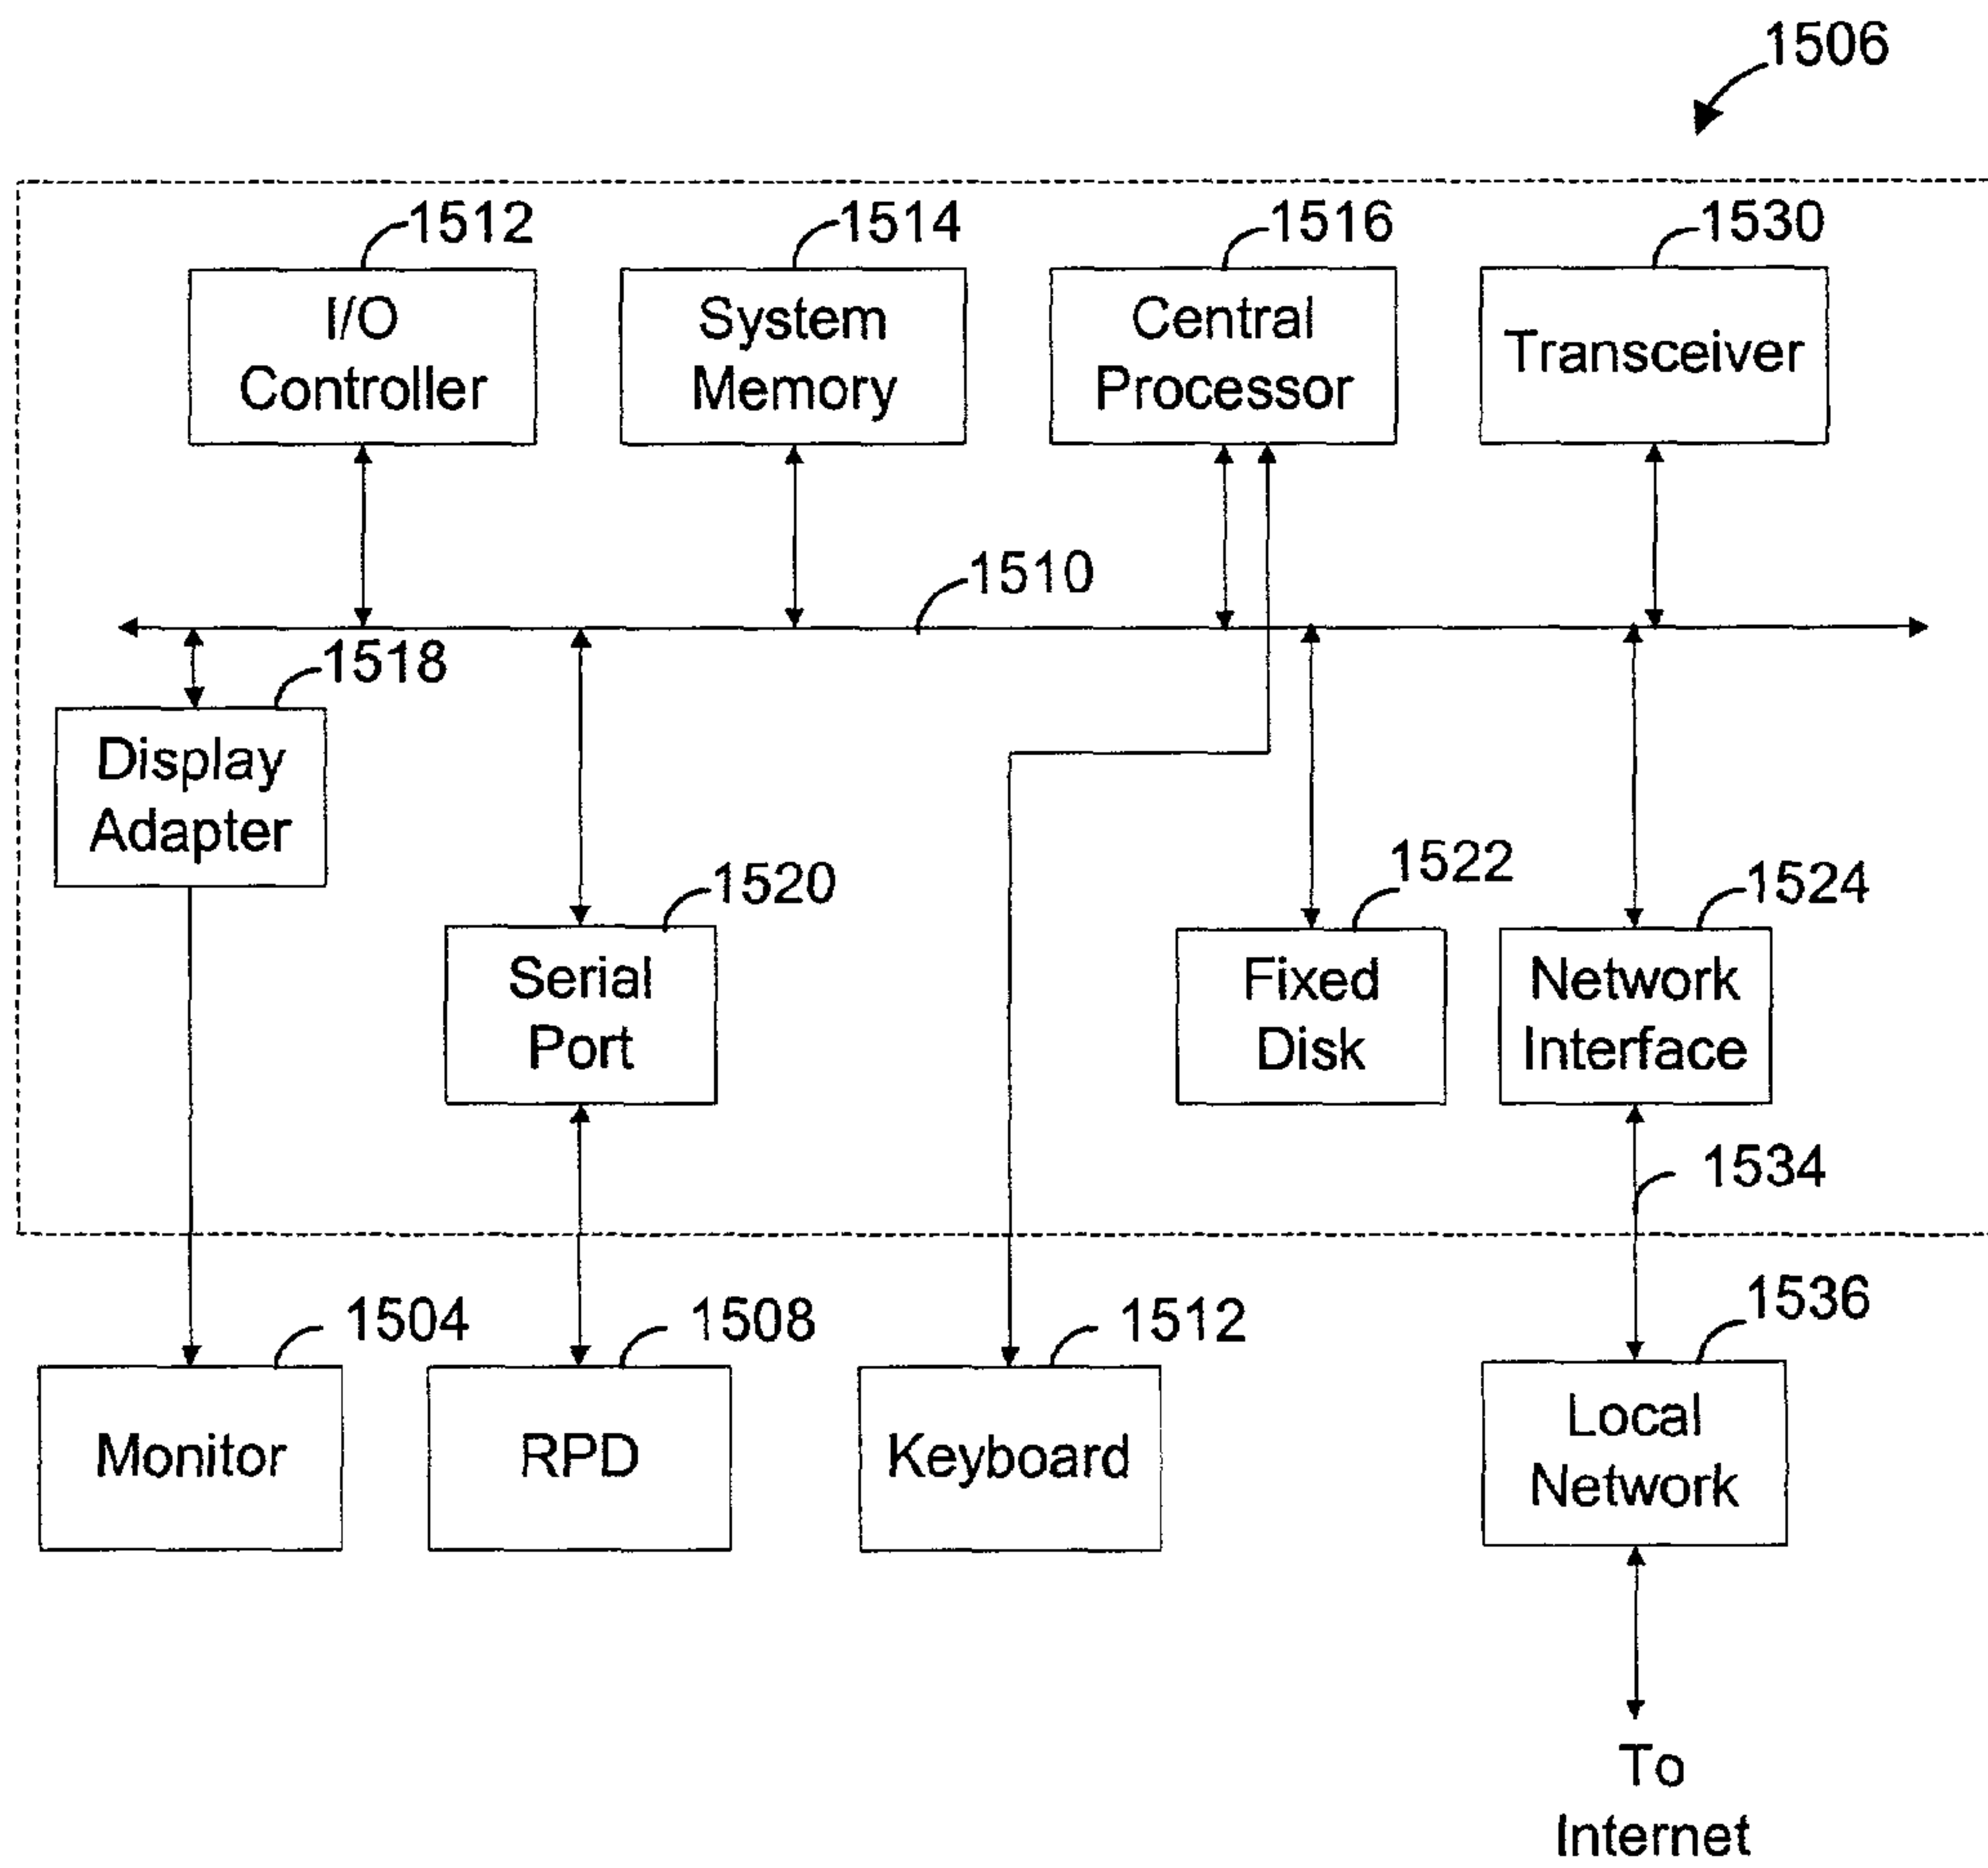 1506
1512
1514
1516
1530
I/O
Controller
System
Memory
Central
Processor
Transceiver
1510
1518
Display
Adapter
1520
1522
1524
Serial
Port
Fixed
Disk
Network
Interface
1534
1504
1508
1512
1536
Monitor
RPD
Keyboard
Local
Network
To
Internet